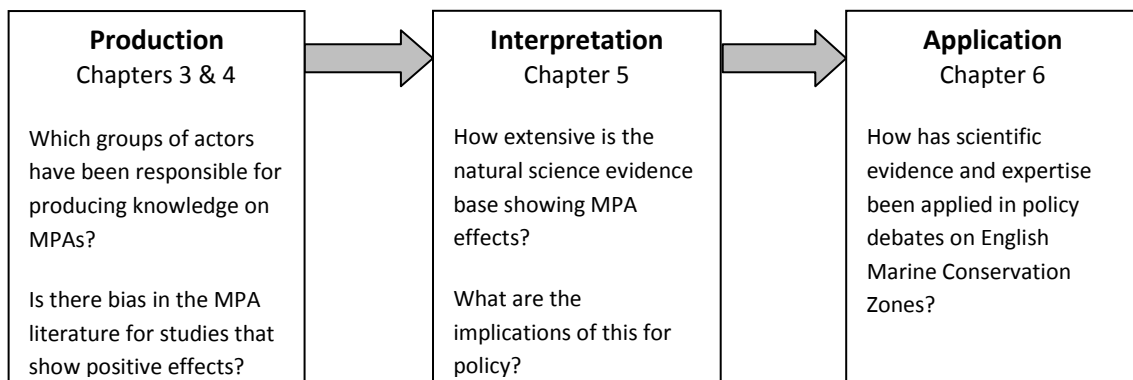 Production
Chapters 3 & 4
Which groups of actors
have been responsible for
producing knowledge on
MPAs?
Is there bias in the MPA
literature for studies that
show positive effects?
Interpretation
Chapter 5
How extensive is the
natural science evidence
base showing MPA
effects?
What are the
implications of this for
policy?
Application
Chapter 6
How has scientific
evidence and expertise
been applied in policy
debates on English
Marine Conservation
Zones?